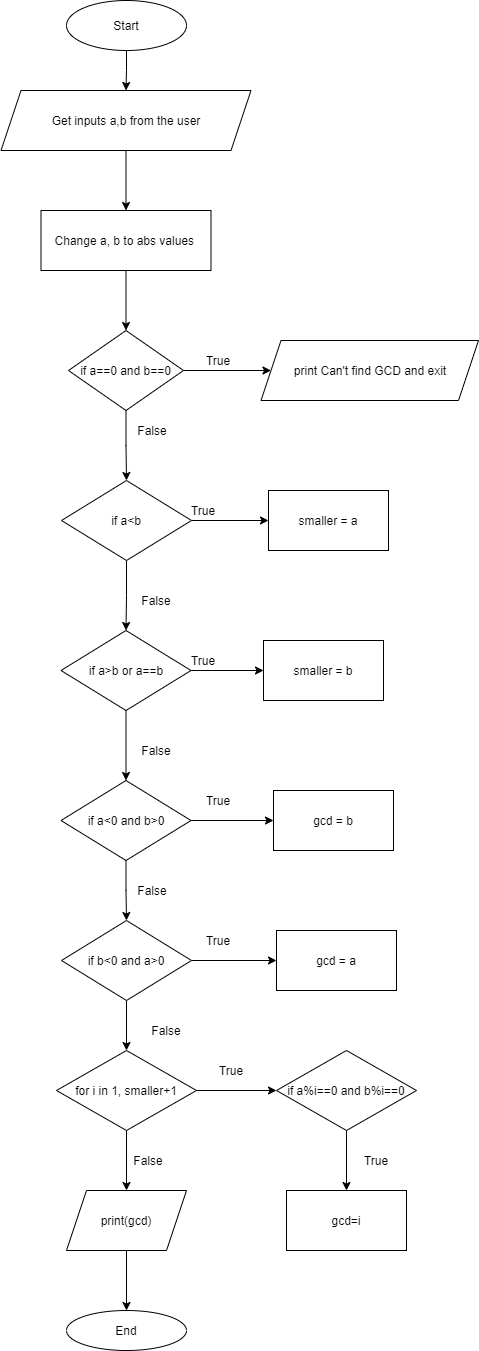 Start
Get inputs a,b from the user
Change a, b to abs values
if a==0 and b==0
True
print Can't find GCD and exit
False
if a<b
True
smaller = a
False
if a>b or a==b
True
smaller = b
False
if a<0 and b>0
True
gcd = b
False
if b<0 and a>0
True
gcd = a
False
for i in 1, smaller+1
True
if a%i==0 and b%i==0
False
True
print(gcd)
gcd=i
End